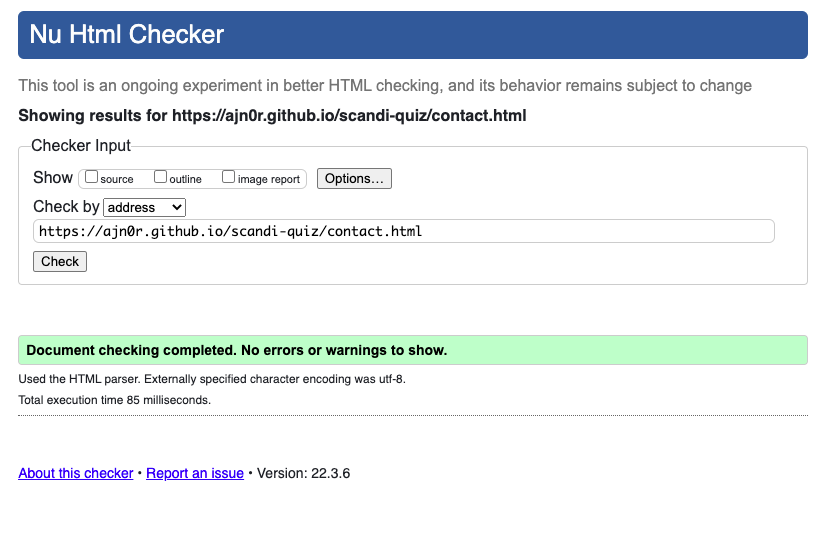 Nu Html Checker
This tool is an ongoing experiment in better HTML checking, and its behavior remains subject to change
Showing results for https://ajn0r.github.io/scandi-quiz/contact.html
Checker Input
Show source outline image report Options...
Check by address
https://ajn0r.github.io/scandi-quiz/contact.html
Check
Document checking completed. No errors or warnings to show.
Used the HTML parser. Externally specified character encoding was utf-8.
Total execution time 85 milliseconds.
About this checker • Report an issue • Version: 22.3.6